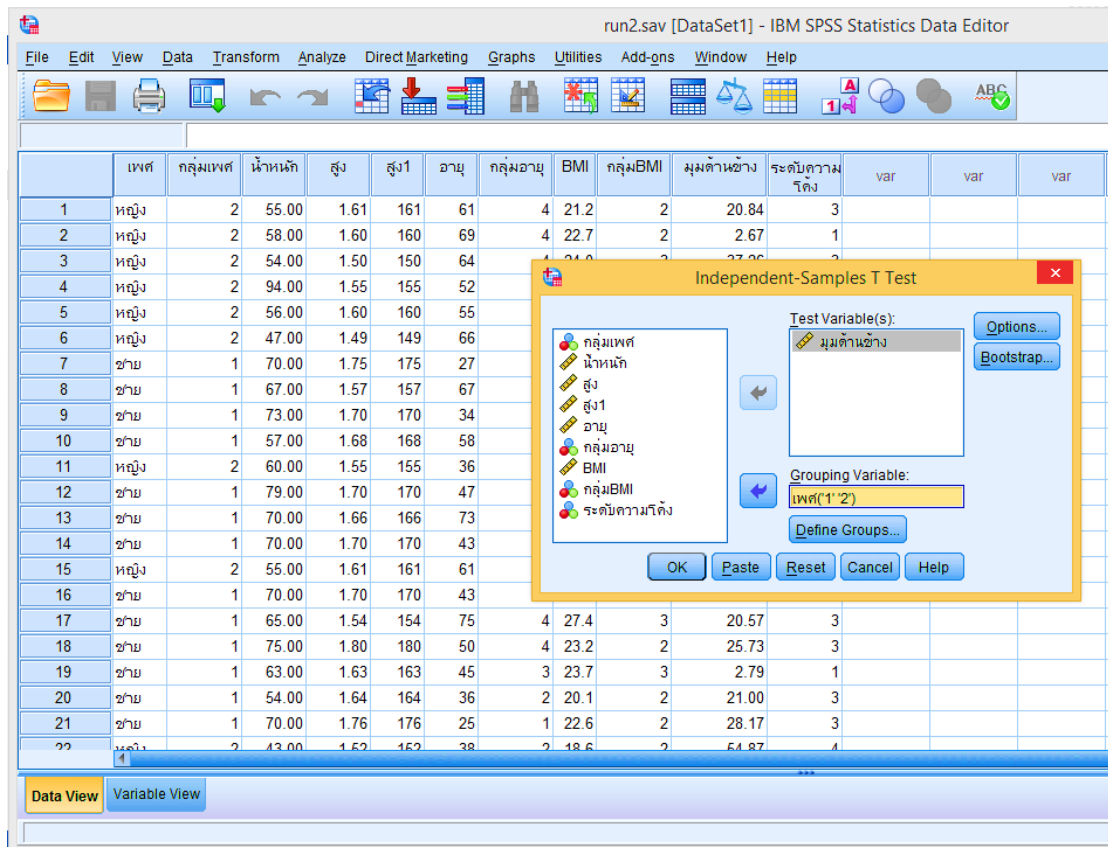 run2.sav [DataSet1] - IBM SPSS Statistics Data Editor
File Edit View Data Transform Analyze Direct Marketing Graphs Utilities Add-ons Window Help
A
1
ABC
เพศ กลุ่มเพศ น้ำหนัก สูง สูง1 อายุ กลุ่มอายุ BMI กลุ่มBMI มุมด้านข้าง ระดับความโค้ง var var var
1 หญิง 2 55.00 1.61 161 61 4 21.2 2 20.84 3
2 หญิง 2 58.00 1.60 160 69 4 22.7 2 2.67 1
3 หญิง 2 54.00 1.50 150 64
4 หญิง 2 94.00 1.55 155 52
5 หญิง 2 56.00 1.60 160 55
6 หญิง 2 47.00 1.49 149 66
7 ชาย 1 70.00 1.75 175 27
8 ชาย 1 67.00 1.57 157 67
9 ชาย 1 73.00 1.70 170 34
10 ชาย 1 57.00 1.68 168 58
11 หญิง 2 60.00 1.55 155 36
12 ชาย 1 79.00 1.70 170 47
13 ชาย 1 70.00 1.66 166 73
14 ชาย 1 70.00 1.70 170 43
15 หญิง 2 55.00 1.61 161 61
16 ชาย 1 70.00 1.70 170 43
17 ชาย 1 65.00 1.54 154 75 4 27.4 3 20.57 3
18 ชาย 1 75.00 1.80 180 50 4 23.2 2 25.73 3
19 ชาย 1 63.00 1.63 163 45 3 23.7 3 2.79 1
20 ชาย 1 54.00 1.64 164 36 2 20.1 2 21.00 3
21 ชาย 1 70.00 1.76 176 25 1 22.6 2 28.17 3
22 หญิง 2 43.00 1.52 152 38 2 18.6 2 54.87 4
Independent-Samples T Test
กลุ่มเพศ
น้ำหนัก
สูง
สูง1
อายุ
กลุ่มอายุ
BMI
กลุ่มBMI
ระดับความโค้ง
Test Variable(s):
มุมด้านข้าง
Options...
Bootstrap...
Grouping Variable:
เพศ('1' '2')
Define Groups...
OK Paste Reset Cancel Help
Data View Variable View